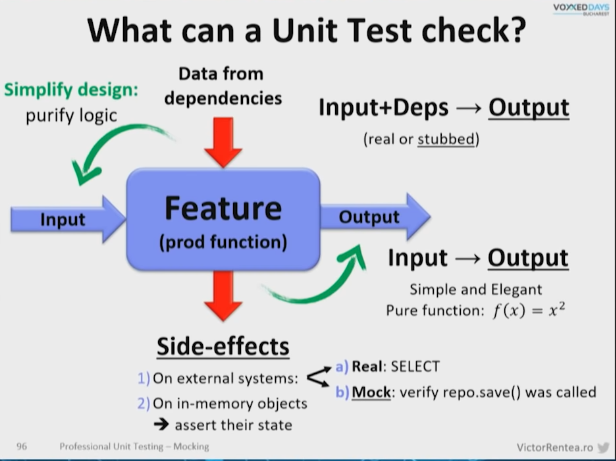 VOXXEDDAYS
BUCHAREST
What can a Unit Test check?
Simplify design:
purify logic
Data from
dependencies
Input+Deps → Output
(real or stubbed)
Input
Feature
(prod function)
Output
Input → Output
Simple and Elegant
Pure function: f(x) = x²
Side-effects
1) On external systems:
a) Real: SELECT
b) Mock: verify repo.save() was called
2) On in-memory objects
➔ assert their state
96
Professional Unit Testing – Mocking
VictorRentea.ro